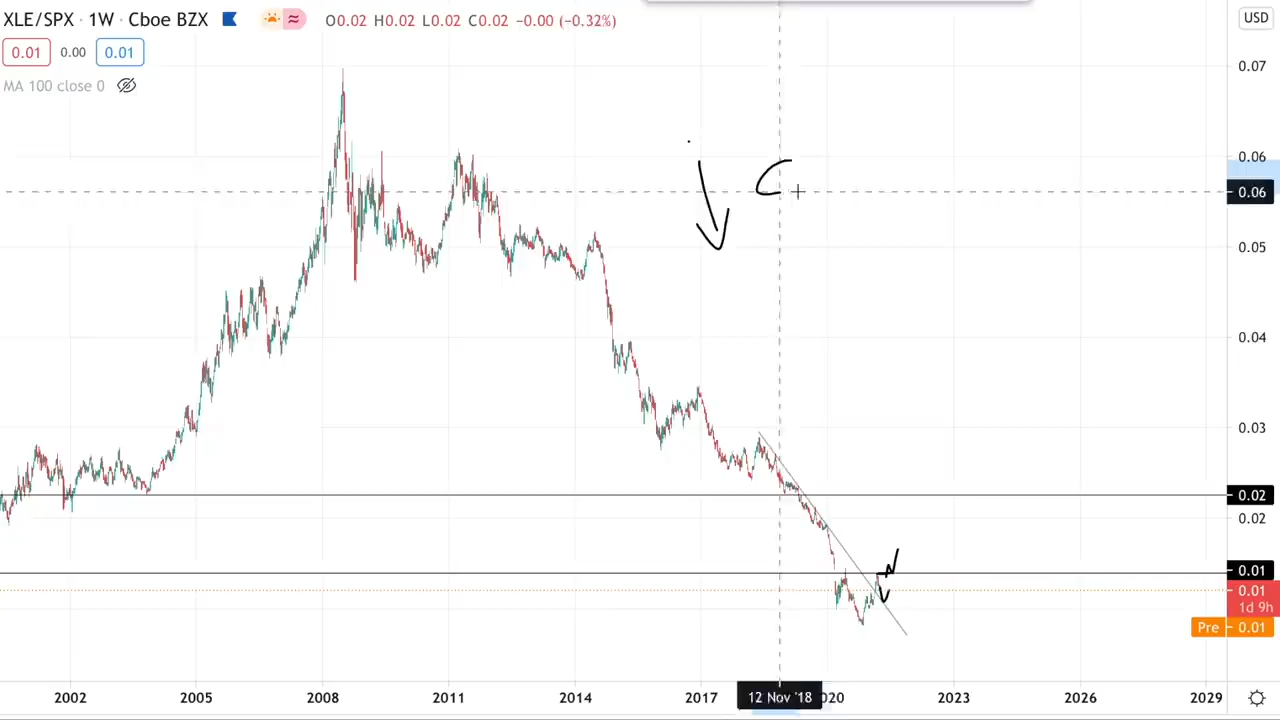 XLE/SPX · 1W · Cboe BZX O0.02 H0.02 L0.02 C0.02 −0.00 (−0.32%)
USD
0.01 0.00 0.01
MA 100 close 0
0.07
0.06
0.06
0.05
0.04
0.03
0.02
0.02
0.01
0.01
1d 9h
Pre 0.01
2002 2005 2008 2011 2014 2017 12 Nov '18 020 2023 2026 2029